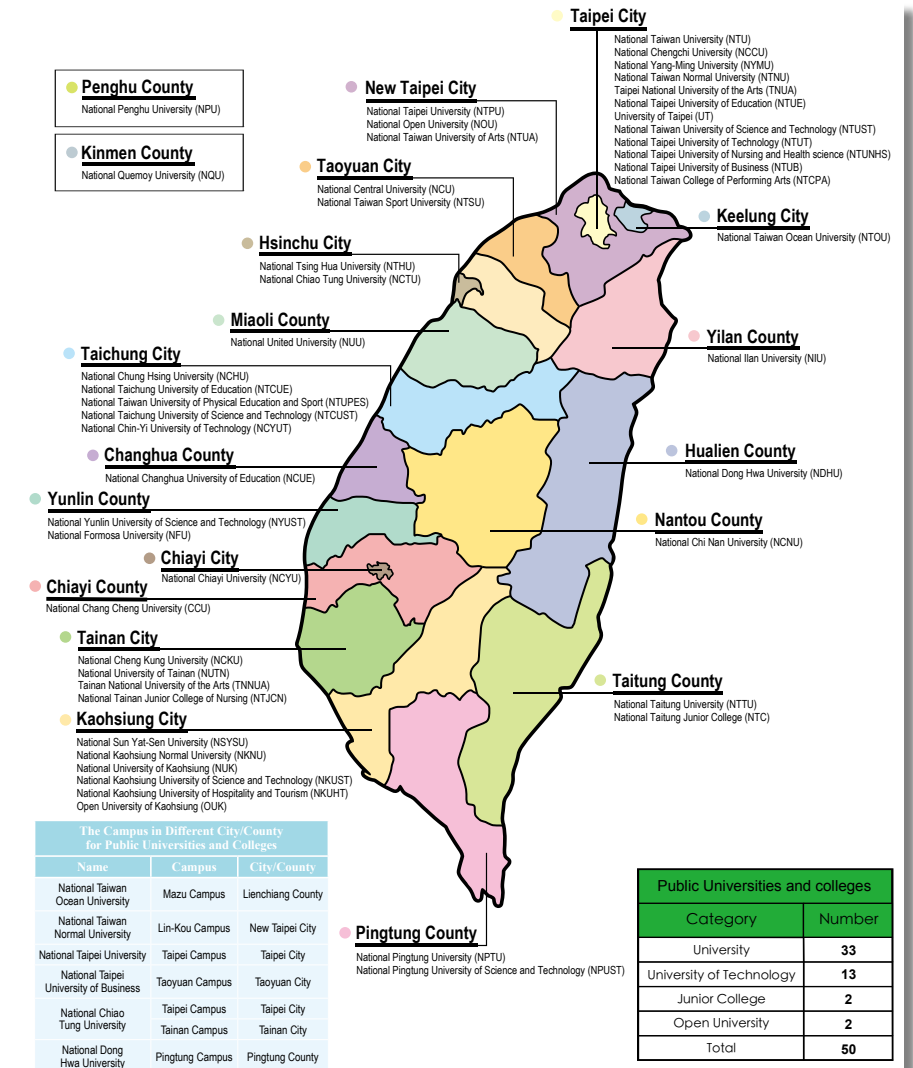 Taipei City
National Taiwan University (NTU)
National Chengchi University (NCCU)
National Yang-Ming University (NYMU)
National Taiwan Normal University (NTNU)
Taipei National University of the Arts (TNUA)
National Taipei University of Education (NTUE)
University of Taipei (UT)
National Taiwan University of Science and Technology (NTUST)
National Taipei University of Technology (NTUT)
National Taipei University of Nursing and Health science (NTUNHS)
National Taipei University of Business (NTUB)
National Taiwan College of Performing Arts (NTCPA)
Penghu County
National Penghu University (NPU)
Kinmen County
National Quemoy University (NQU)
New Taipei City
National Taipei University (NTPU)
National Open University (NOU)
National Taiwan University of Arts (NTUA)
Taoyuan City
National Central University (NCU)
National Taiwan Sport University (NTSU)
Keelung City
National Taiwan Ocean University (NTOU)
Hsinchu City
National Tsing Hua University (NTHU)
National Chiao Tung University (NCTU)
Miaoli County
National United University (NUU)
Yilan County
National Ilan University (NIU)
Taichung City
National Chung Hsing University (NCHU)
National Taichung University of Education (NTCUE)
National Taiwan University of Physical Education and Sport (NTUPES)
National Taichung University of Science and Technology (NTCUST)
National Chin-Yi University of Technology (NCYUT)
Changhua County
National Changhua University of Education (NCUE)
Hualien County
National Dong Hwa University (NDHU)
Yunlin County
National Yunlin University of Science and Technology (NYUST)
National Formosa University (NFU)
Nantou County
National Chi Nan University (NCNU)
Chiayi City
National Chiayi University (NCYU)
Chiayi County
National Chang Cheng University (CCU)
Tainan City
National Cheng Kung University (NCKU)
National University of Tainan (NUTN)
Tainan National University of the Arts (TNNUA)
National Tainan Junior College of Nursing (NTJCN)
Taitung County
National Taitung University (NTTU)
National Taitung Junior College (NTC)
Kaohsiung City
National Sun Yat-Sen University (NSYSU)
National Kaohsiung Normal University (NKNU)
National University of Kaohsiung (NUK)
National Kaohsiung University of Science and Technology (NKUST)
National Kaohsiung University of Hospitality and Tourism (NKUHT)
Open University of Kaohsiung (OUK)
Pingtung County
National Pingtung University (NPTU)
National Pingtung University of Science and Technology (NPUST)
The Campus in Different City/County
for Public Universities and Colleges
Name Campus City/County
National Taiwan
Ocean University Mazu Campus Lienchiang County
National Taiwan
Normal University Lin-Kou Campus New Taipei City
National Taipei University Taipei Campus Taipei City
National Taipei
University of Business Taoyuan Campus Taoyuan City
National Chiao
Tung University Taipei Campus Taipei City
Tainan Campus Tainan City
National Dong
Hwa University Pingtung Campus Pingtung County
Public Universities and colleges
Category Number
University 33
University of Technology 13
Junior College 2
Open University 2
Total 50